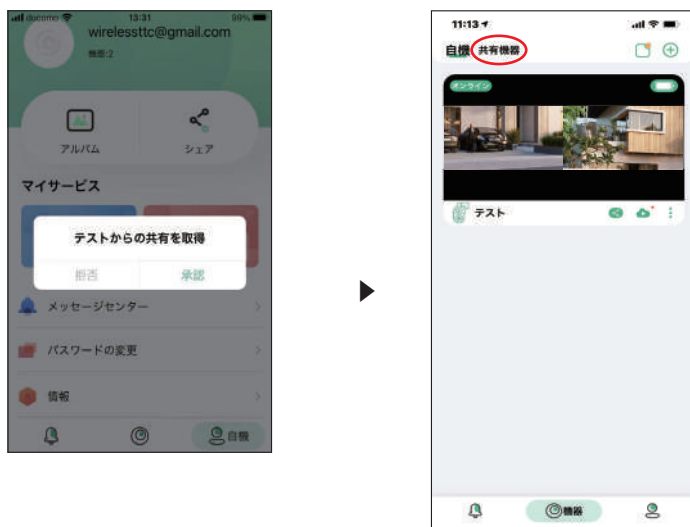 docomo
13:31
99%
wirelessttc@gmail.com
機器:2
アルバム
シェア
マイサービス
テストからの共有を取得
拒否
承認
メッセージセンター
パスワードの変更
情報
自機
11:13
自機 共有機器
オンライン
テスト
機器